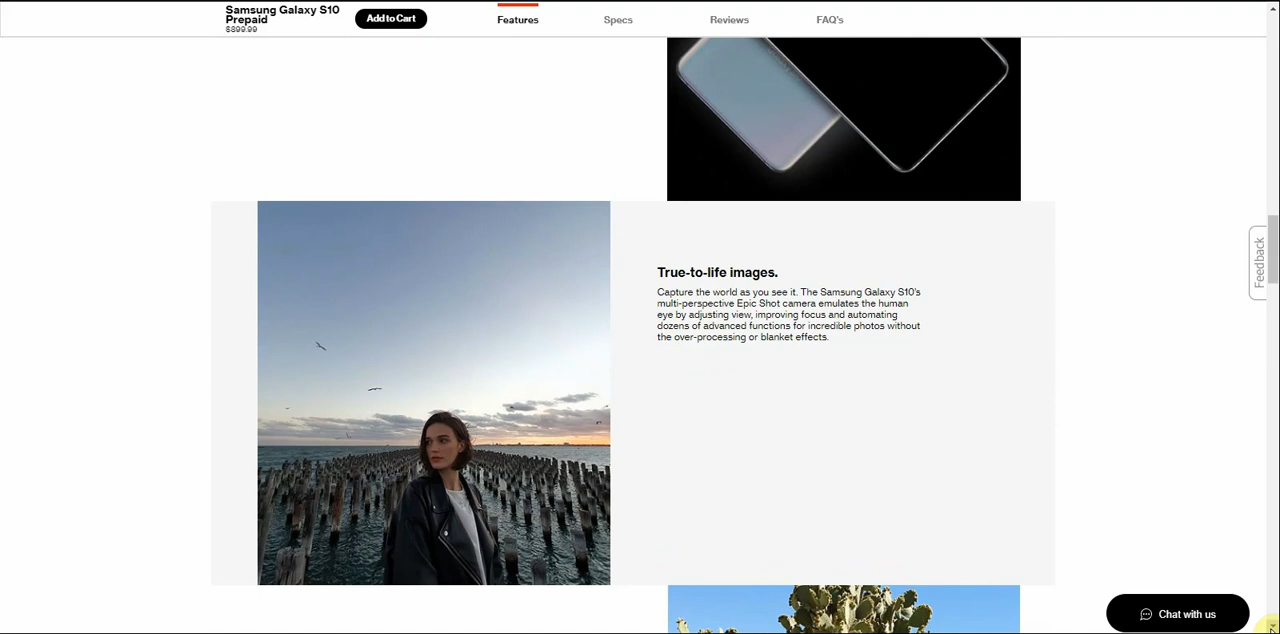 Samsung Galaxy S10
Prepaid
$899.99
Add to Cart
Features
Specs
Reviews
FAQ's
Feedback
True-to-life images.
Capture the world as you see it. The Samsung Galaxy S10's
multi-perspective Epic Shot camera emulates the human
eye by adjusting view, improving focus and automating
dozens of advanced functions for incredible photos without
the over-processing or blanket effects.
Chat with us